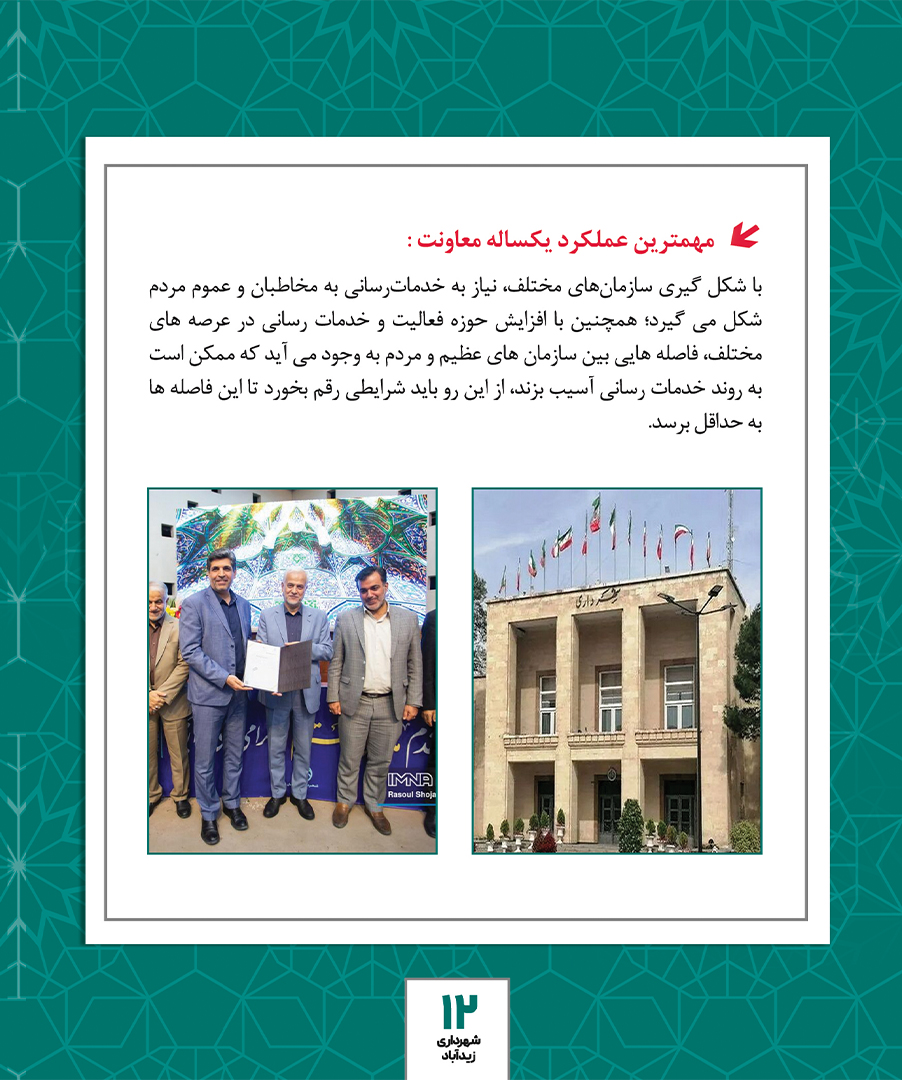 مهمترین عملکرد یکساله معاونت :
با شکل گیری سازمان‌های مختلف، نیاز به خدمات‌رسانی به مخاطبان و عموم مردم
شکل می گیرد؛ همچنین با افزایش حوزه فعالیت و خدمات رسانی در عرصه های
مختلف، فاصله هایی بین سازمان های عظیم و مردم به وجود می آید که ممکن است
به روند خدمات رسانی آسیب بزند، از این رو باید شرایطی رقم بخورد تا این فاصله ها
به حداقل برسد.
شهرداری
IMNA
Rasoul Shoja
۱۲
شهرداری
زیدآباد